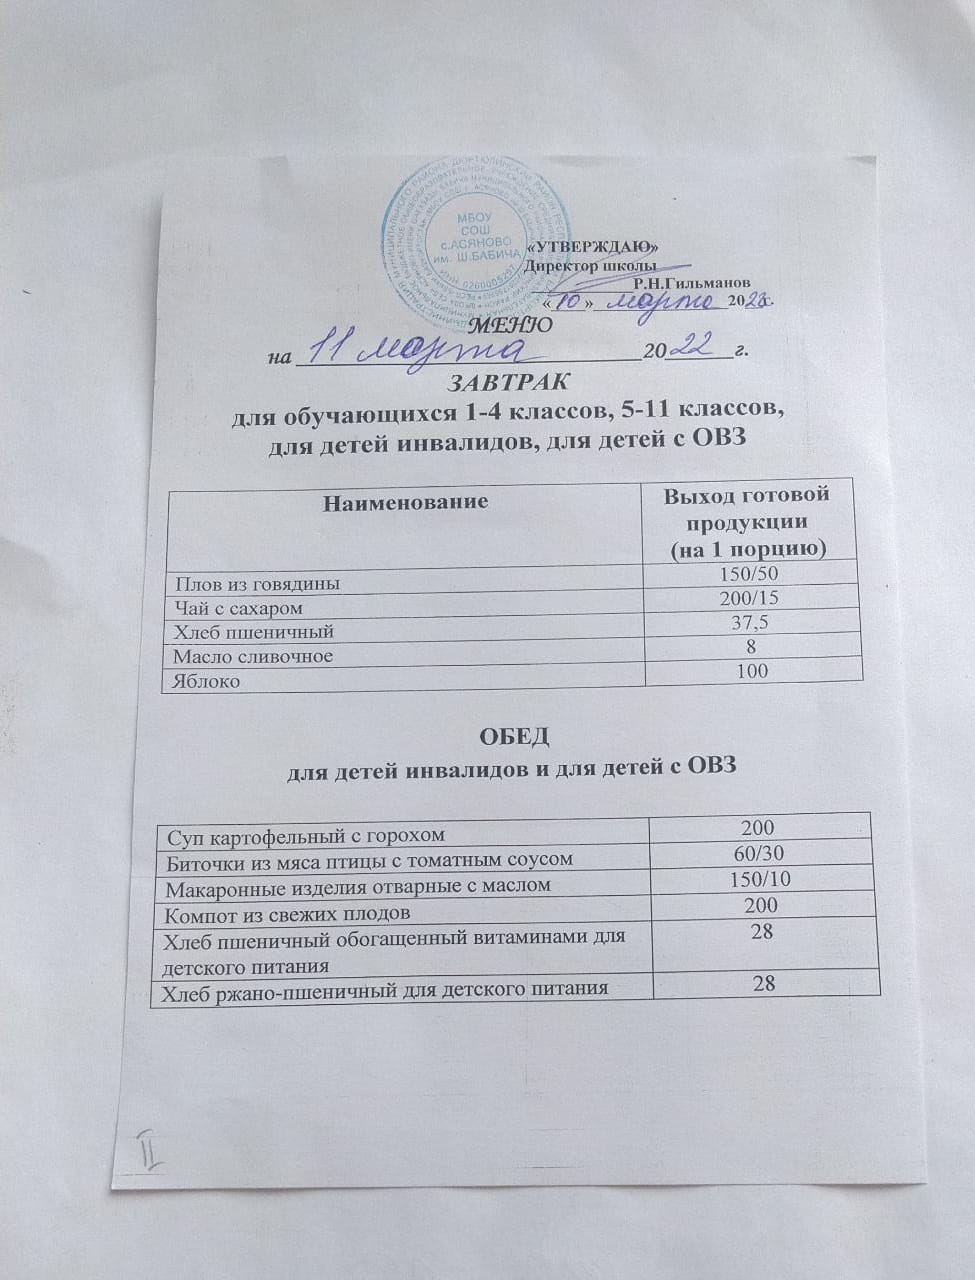 МБОУ
СОШ
с.АСЯНОВО
им. Ш.БАБИЧА
ИНН 0260005297
«УТВЕРЖДАЮ»
Директор школы
Р.Н.Гильманов
«10» марта 2022г.
МЕНЮ
на 11 марта 2022 г.
ЗАВТРАК
для обучающихся 1-4 классов, 5-11 классов,
для детей инвалидов, для детей с ОВЗ
Наименование
Выход готовой
продукции
(на 1 порцию)
Плов из говядины 150/50
Чай с сахаром 200/15
Хлеб пшеничный 37,5
Масло сливочное 8
Яблоко 100
ОБЕД
для детей инвалидов и для детей с ОВЗ
Суп картофельный с горохом 200
Биточки из мяса птицы с томатным соусом 60/30
Макаронные изделия отварные с маслом 150/10
Компот из свежих плодов 200
Хлеб пшеничный обогащенный витаминами для 28
детского питания
Хлеб ржано-пшеничный для детского питания 28
II